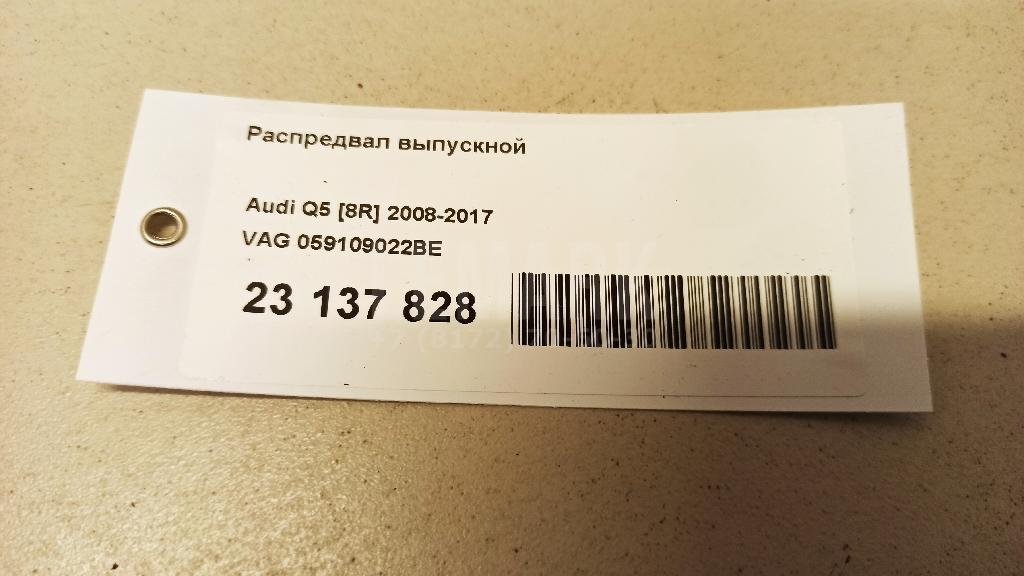 Распредвал выпускной
Audi Q5 [8R] 2008-2017
VAG 059109022BE
23 137 828